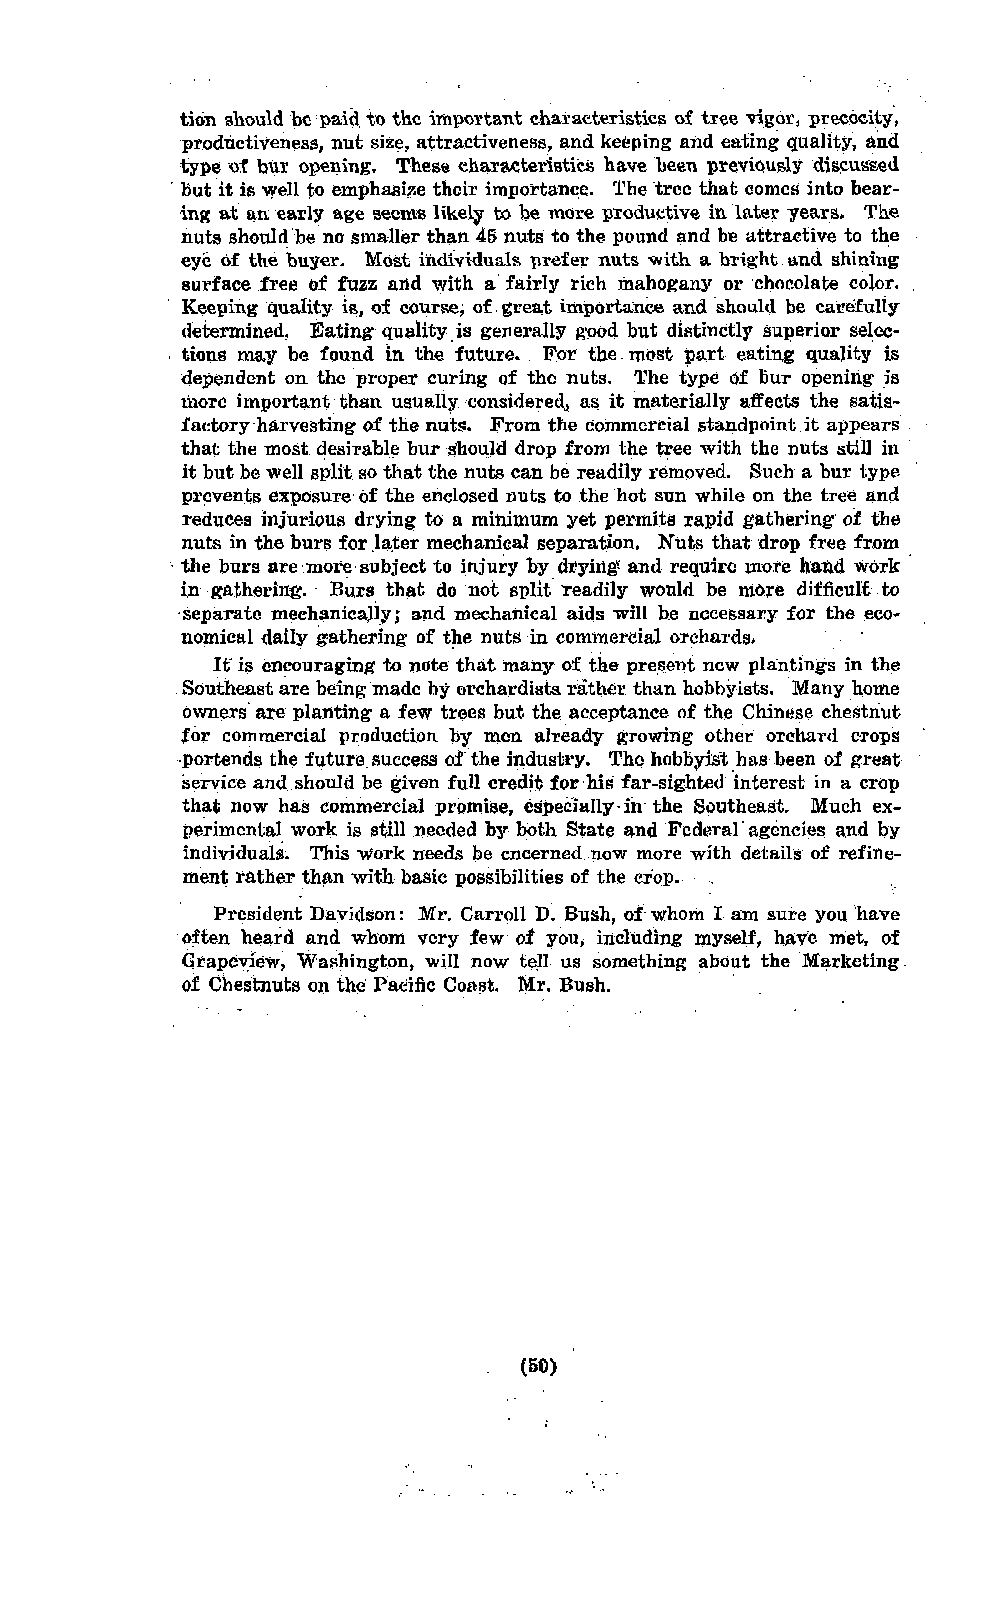 tion should be paid to the important characteristics of tree vigor, precocity,
productiveness, nut size, attractiveness, and keeping and eating quality, and
type of bur opening. These characteristics have been previously discussed
but it is well to emphasize their importance. The tree that comes into bear-
ing at an early age seems likely to be more productive in later years. The
nuts should be no smaller than 45 nuts to the pound and be attractive to the
eye of the buyer. Most individuals prefer nuts with a bright and shining
surface free of fuzz and with a fairly rich mahogany or chocolate color.
Keeping quality is, of course, of great importance and should be carefully
determined. Eating quality is generally good but distinctly superior selec-
tions may be found in the future. For the most part eating quality is
dependent on the proper curing of the nuts. The type of bur opening is
more important than usually considered, as it materially affects the satis-
factory harvesting of the nuts. From the commercial standpoint it appears
that the most desirable bur should drop from the tree with the nuts still in
it but be well split so that the nuts can be readily removed. Such a bur type
prevents exposure of the enclosed nuts to the hot sun while on the tree and
reduces injurious drying to a minimum yet permits rapid gathering of the
nuts in the burs for later mechanical separation. Nuts that drop free from
the burs are more subject to injury by drying and require more hand work
in gathering. Burs that do not split readily would be more difficult to
separate mechanically; and mechanical aids will be necessary for the eco-
nomical daily gathering of the nuts in commercial orchards.
It is encouraging to note that many of the present new plantings in the
Southeast are being made by orchardists rather than hobbyists. Many home
owners are planting a few trees but the acceptance of the Chinese chestnut
for commercial production by men already growing other orchard crops
portends the future success of the industry. The hobbyist has been of great
service and should be given full credit for his far-sighted interest in a crop
that now has commercial promise, especially in the Southeast. Much ex-
perimental work is still needed by both State and Federal agencies and by
individuals. This work needs be cncerned now more with details of refine-
ment rather than with basic possibilities of the crop.
President Davidson: Mr. Carroll D. Bush, of whom I am sure you have
often heard and whom very few of you, including myself, have met, of
Grapeview, Washington, will now tell us something about the Marketing
of Chestnuts on the Pacific Coast. Mr. Bush.
(50)